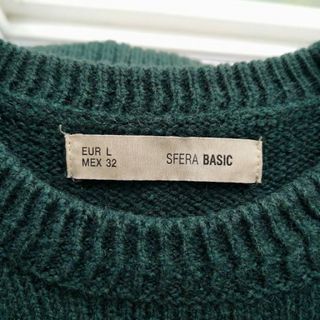 EUR L
MEX 32
SFERA BASIC